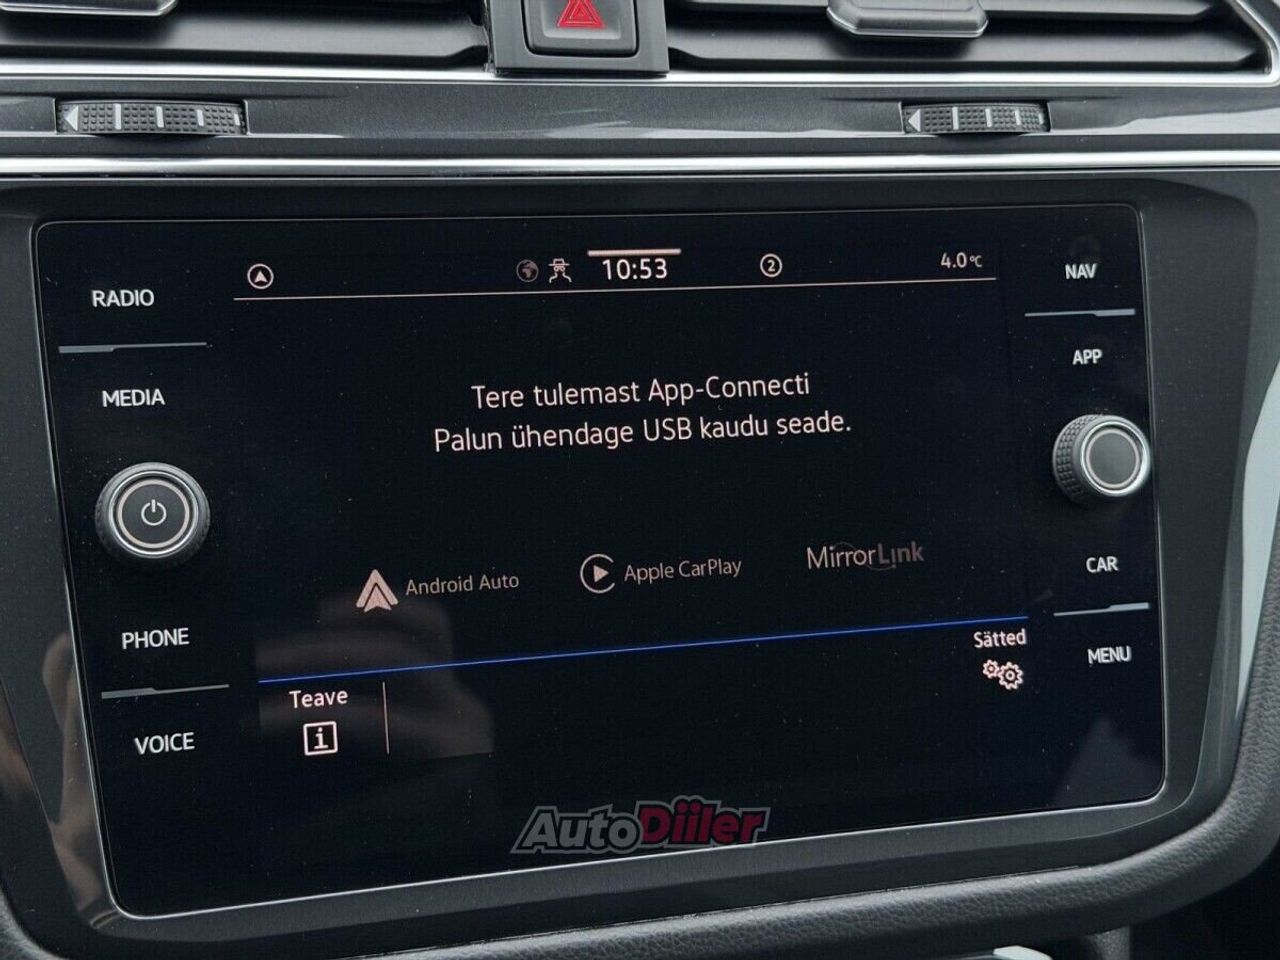 RADIO
MEDIA
PHONE
VOICE
10:53
2
4.0°C
Tere tulemast App-Connecti
Palun ühendage USB kaudu seade.
Android Auto
Apple CarPlay
MirrorLink
Sätted
Teave
i
NAV
APP
CAR
MENU
AutoDiiler